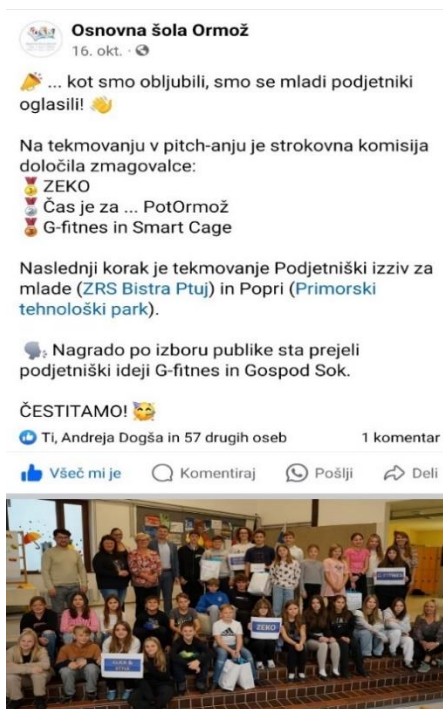 Osnovna šola Ormož
16. okt. ·
... kot smo obljubili, smo se mladi podjetniki
oglasili!
Na tekmovanju v pitch-anju je strokovna komisija
določila zmagovalce:
ZEKO
Čas je za ... PotOrmož
G-fitnes in Smart Cage
Naslednji korak je tekmovanje Podjetniški izziv za
mlade (ZRS Bistra Ptuj) in Popri (Primorski
tehnološki park).
Nagrado po izboru publike sta prejeli
podjetniški ideji G-fitnes in Gospod Sok.
ČESTITAMO!
Ti, Andreja Dogša in 57 drugih oseb 1 komentar
Všeč mi je Komentiraj Pošlji Deli
G-FITNES
ZEKO